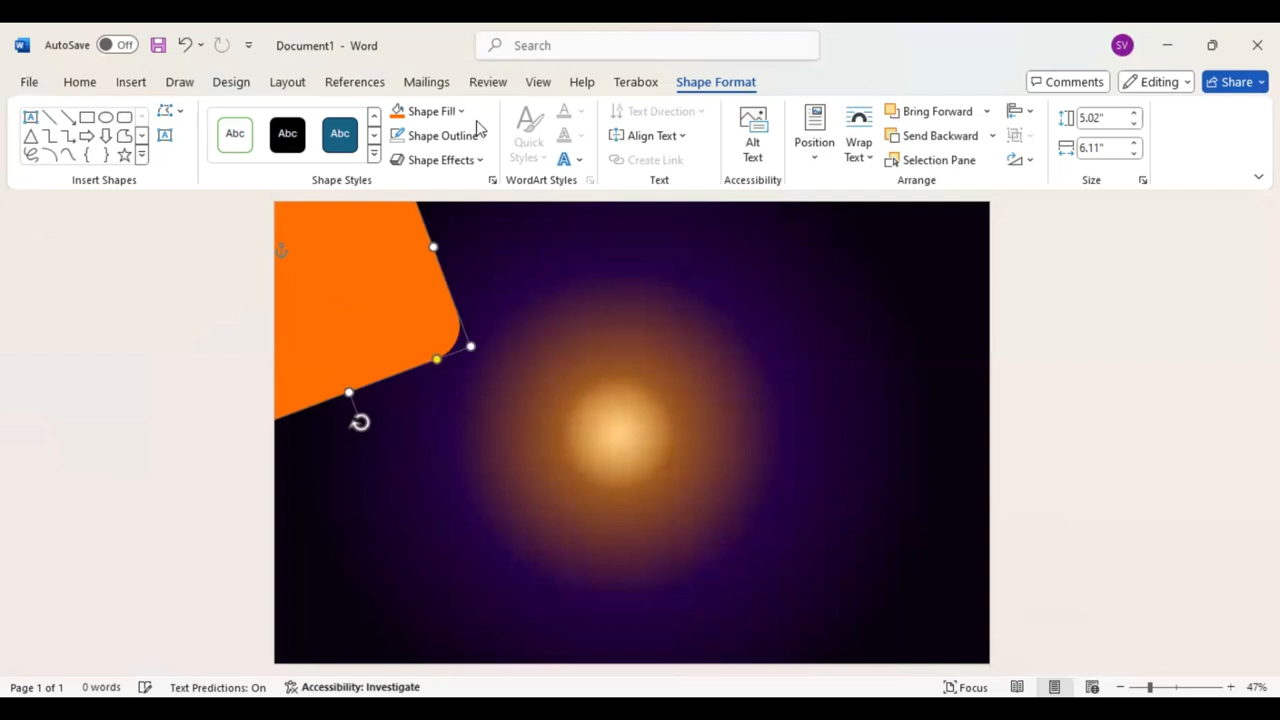 AutoSave Off Document1 - Word Search SV
File Home Insert Draw Design Layout References Mailings Review View Help Terabox Shape Format Comments Editing Share
Abc Abc Abc
Shape Fill
Shape Outline
Shape Effects
Quick
Styles
Text Direction
Align Text
Create Link
Alt
Text
Position
Wrap
Text
Bring Forward
Send Backward
Selection Pane
5.02"
6.11"
Insert Shapes Shape Styles WordArt Styles Text Accessibility Arrange Size
Page 1 of 1 0 words Text Predictions: On Accessibility: Investigate Focus 47%